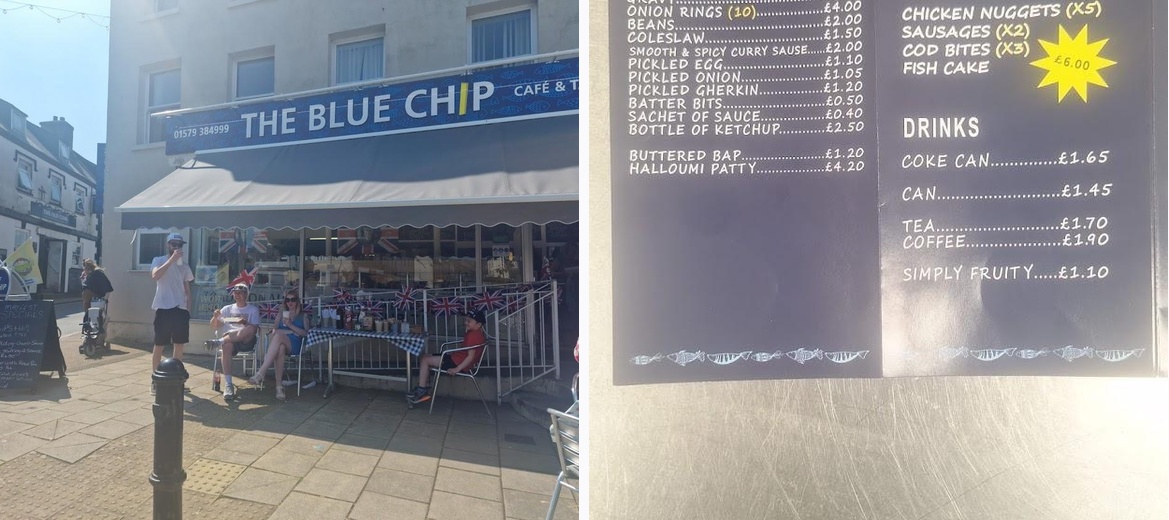 01579 384999 THE BLUE CHIP CAFÉ & T
GRAVY
ONION RINGS (10)..................£4.00
BEANS..................£2.00
COLESLAW..................£1.50
SMOOTH & SPICY CURRY SAUSE.....£2.00
PICKLED EGG..................£1.10
PICKLED ONION..................£1.05
PICKLED GHERKIN..................£1.20
BATTER BITS..................£0.50
SACHET OF SAUCE..................£0.40
BOTTLE OF KETCHUP..................£2.50
BUTTERED BAP..................£1.20
HALLOUMI PATTY..................£4.20
CHICKEN NUGGETS (X5)
SAUSAGES (X2)
COD BITES (X3)
FISH CAKE
£6.00
DRINKS
COKE CAN............£1.65
CAN..................£1.45
TEA..................£1.70
COFFEE..................£1.90
SIMPLY FRUITY.....£1.10